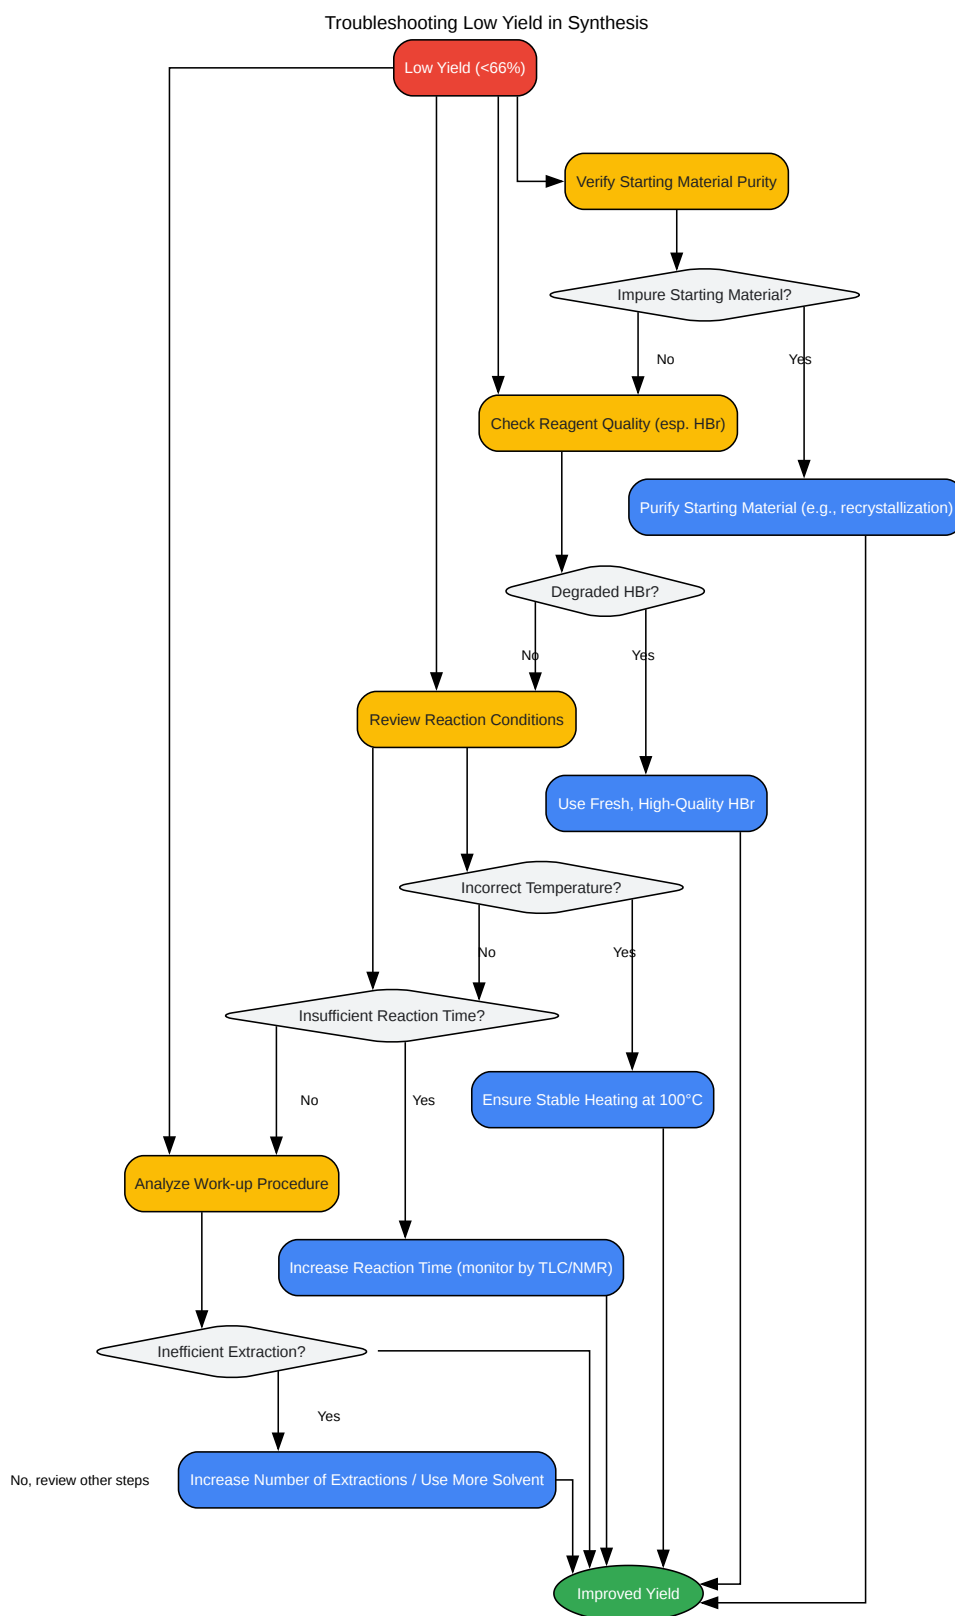 Troubleshooting Low Yield in Synthesis
Low Yield (<66%)
Verify Starting Material Purity
Impure Starting Material?
No
Yes
Check Reagent Quality (esp. HBr)
Purify Starting Material (e.g., recrystallization)
Degraded HBr?
No
Yes
Review Reaction Conditions
Use Fresh, High-Quality HBr
Incorrect Temperature?
No
Yes
Insufficient Reaction Time?
No
Yes
Ensure Stable Heating at 100°C
Analyze Work-up Procedure
Increase Reaction Time (monitor by TLC/NMR)
Inefficient Extraction?
Yes
No, review other steps
Increase Number of Extractions / Use More Solvent
Improved Yield